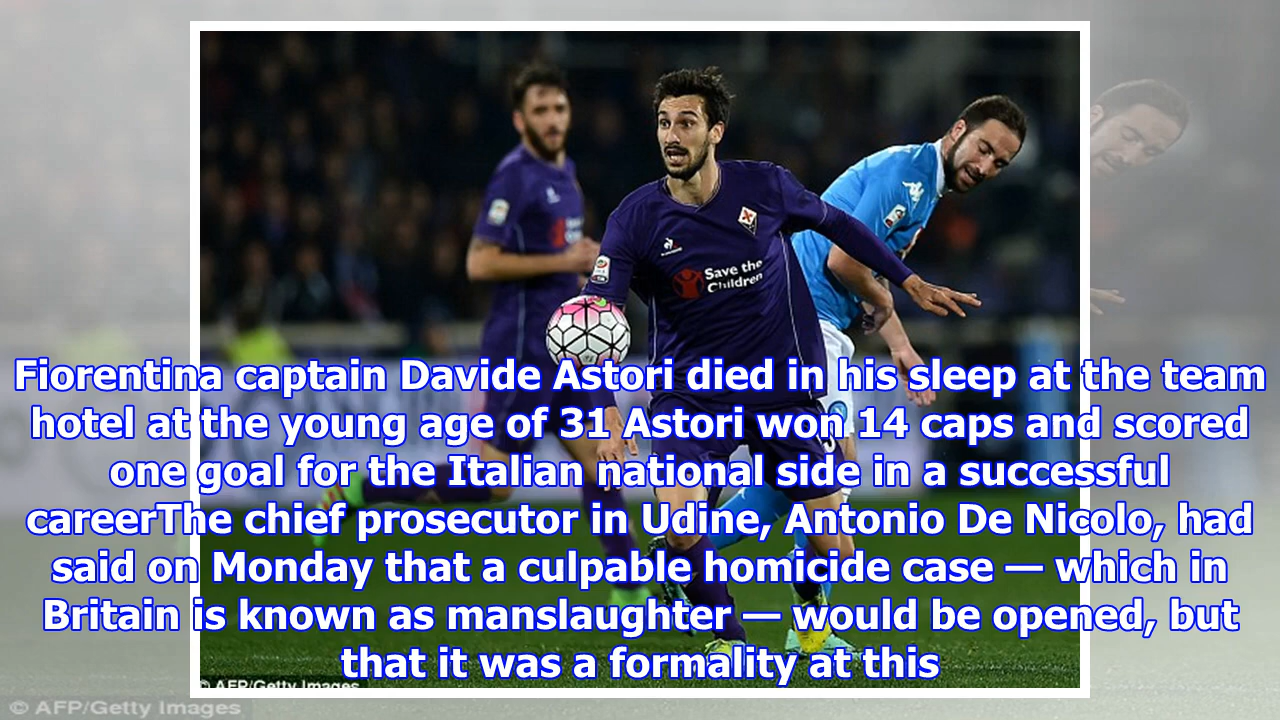 Save the
Children
Fiorentina captain Davide Astori died in his sleep at the team
hotel at the young age of 31 Astori won 14 caps and scored
one goal for the Italian national side in a successful
careerThe chief prosecutor in Udine, Antonio De Nicolo, had
said on Monday that a culpable homicide case — which in
Britain is known as manslaughter — would be opened, but
that it was a formality at this
© AFP/Getty Images
© AFP/Getty Images